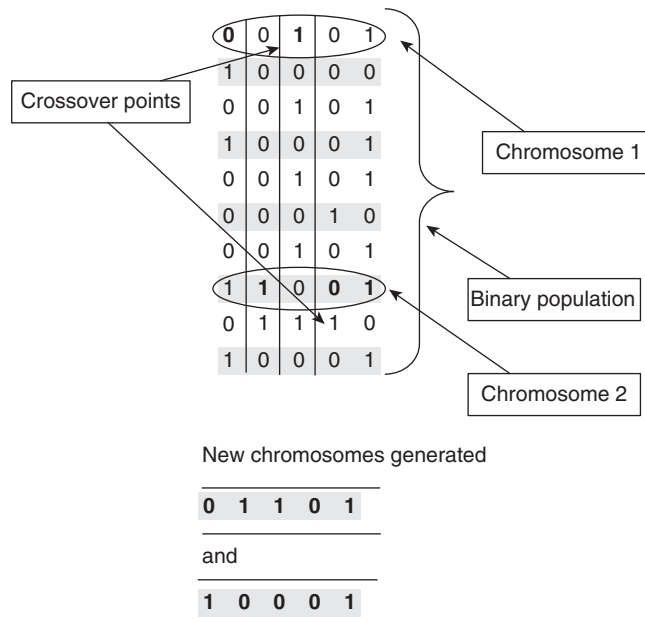 0 0 1 0 1
1 0 0 0 0
Crossover points
0 0 1 0 1
1 0 0 0 1
Chromosome 1
0 0 1 0 1
0 0 0 1 0
0 0 1 0 1
1 1 0 0 1
Binary population
0 1 1 1 0
1 0 0 0 1
Chromosome 2
New chromosomes generated
0 1 1 0 1
and
1 0 0 0 1